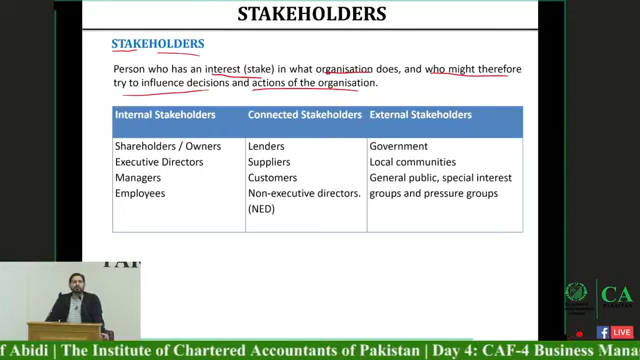 STAKEHOLDERS
STAKEHOLDERS
Person who has an interest (stake) in what organisation does, and who might therefore
try to influence decisions and actions of the organisation.
Internal Stakeholders
Connected Stakeholders
External Stakeholders
Shareholders / Owners
Executive Directors
Managers
Employees
Lenders
Suppliers
Customers
Non-executive directors.
(NED)
Government
Local communities
General public, special interest
groups and pressure groups
CA
PAKISTAN
LIVE
f Abidi | The Institute of Chartered Accountants of Pakistan | Day 4: CAF-4 Business Mana